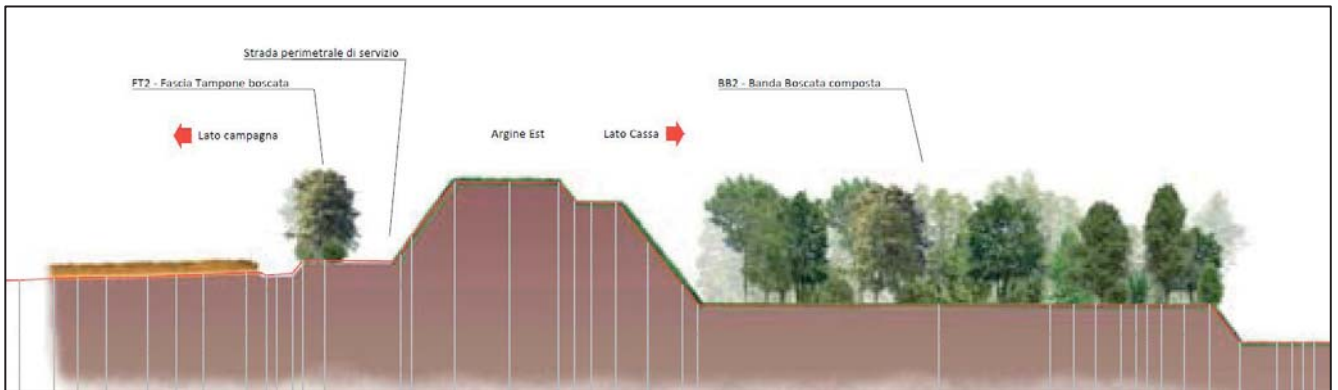 Strada perimetrale di servizio
FT2 - Fascia Tampone boscata
BB2 - Banda Boscata composta
Lato campagna
Argine Est
Lato Cassa